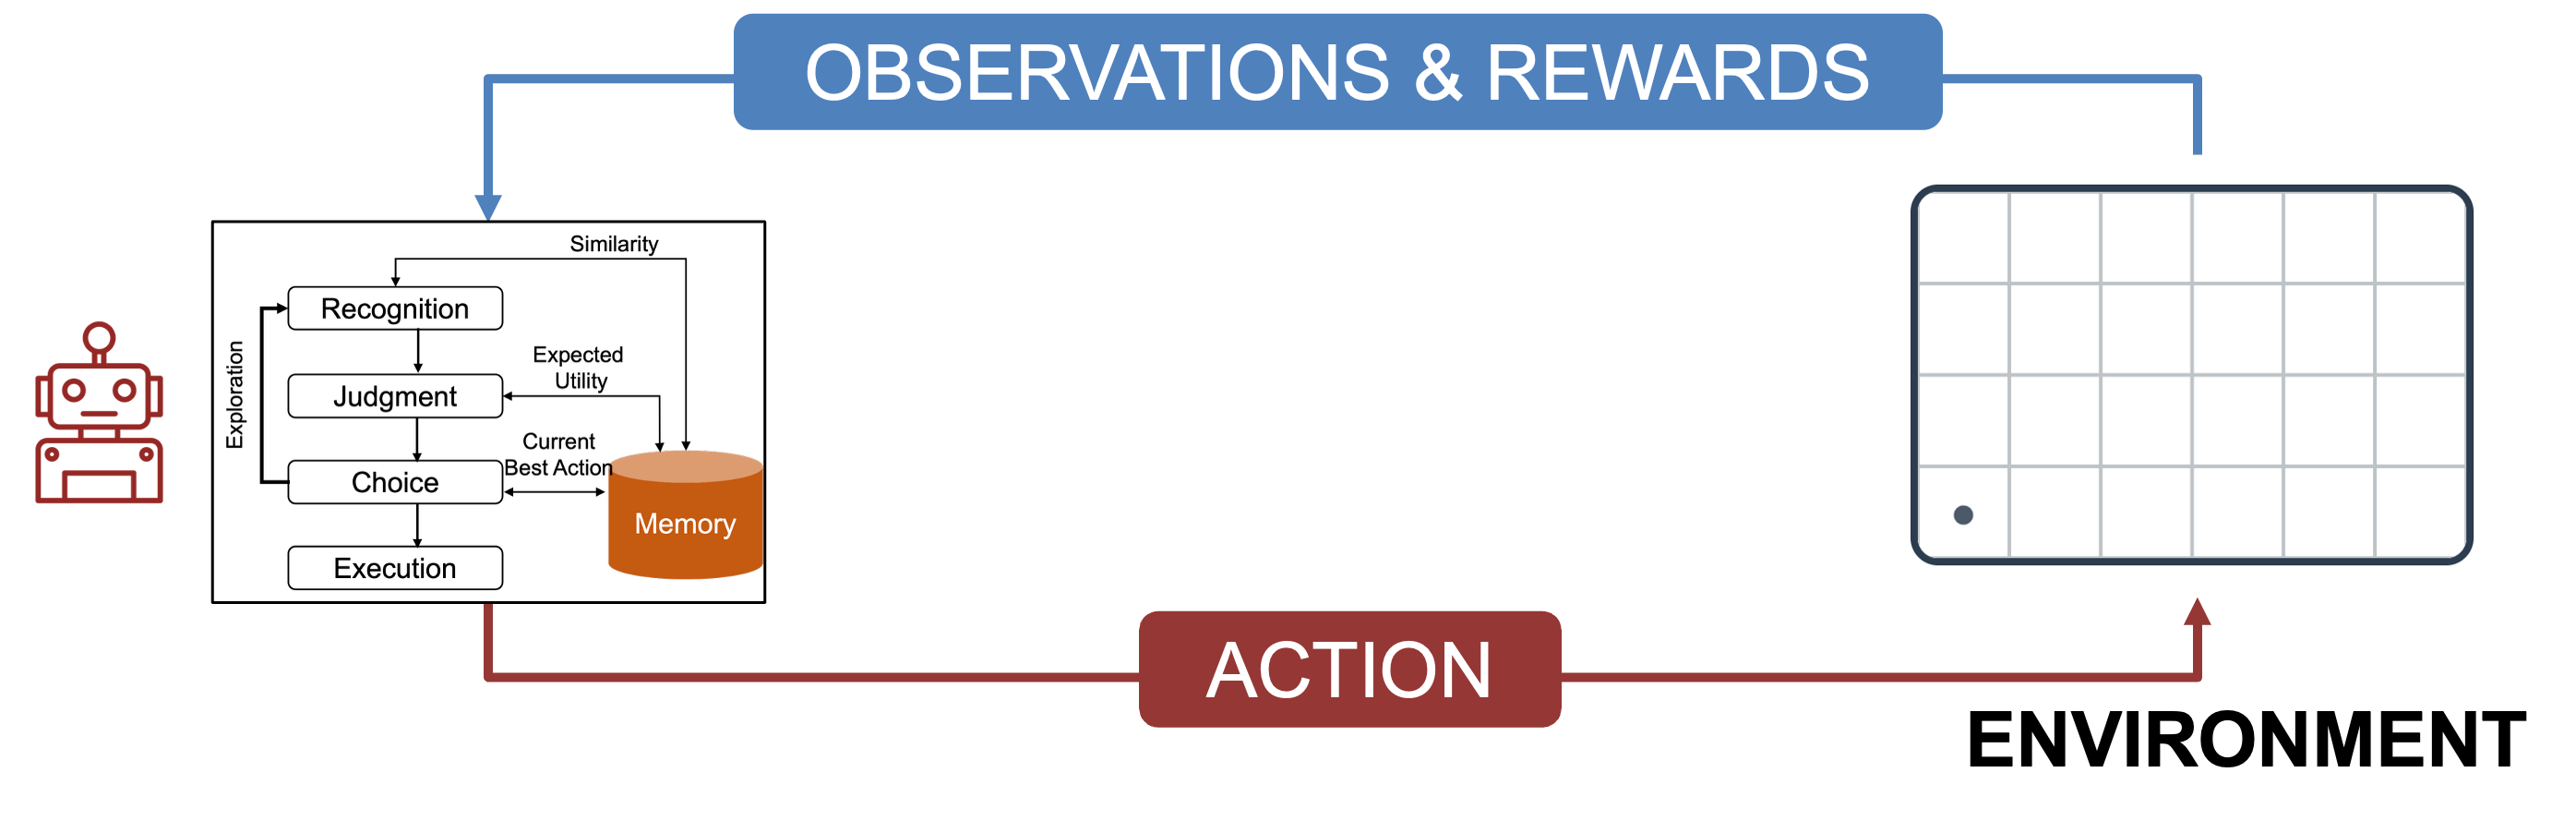 OBSERVATIONS & REWARDS
Similarity
Recognition
Exploration
Expected
Utility
Judgment
Current
Best Action
Choice
Memory
Execution
ACTION
ENVIRONMENT